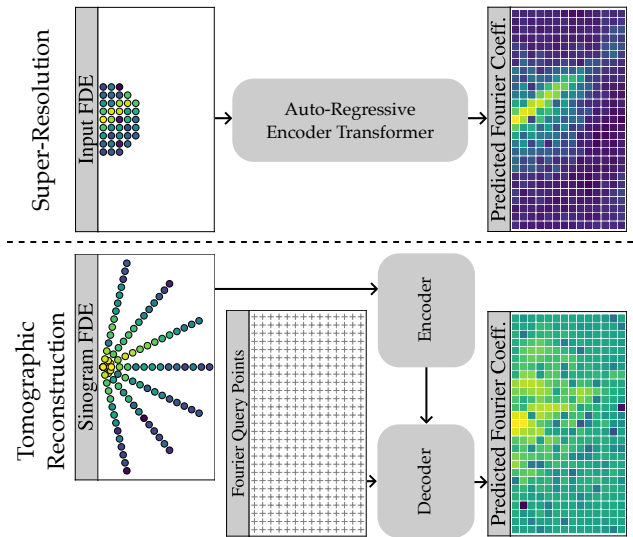 Super-Resolution
Input FDE
Auto-Regressive
Encoder Transformer
Predicted Fourier Coeff.
Tomographic
Reconstruction
Sinogram FDE
Fourier Query Points
Encoder
Decoder
Predicted Fourier Coeff.